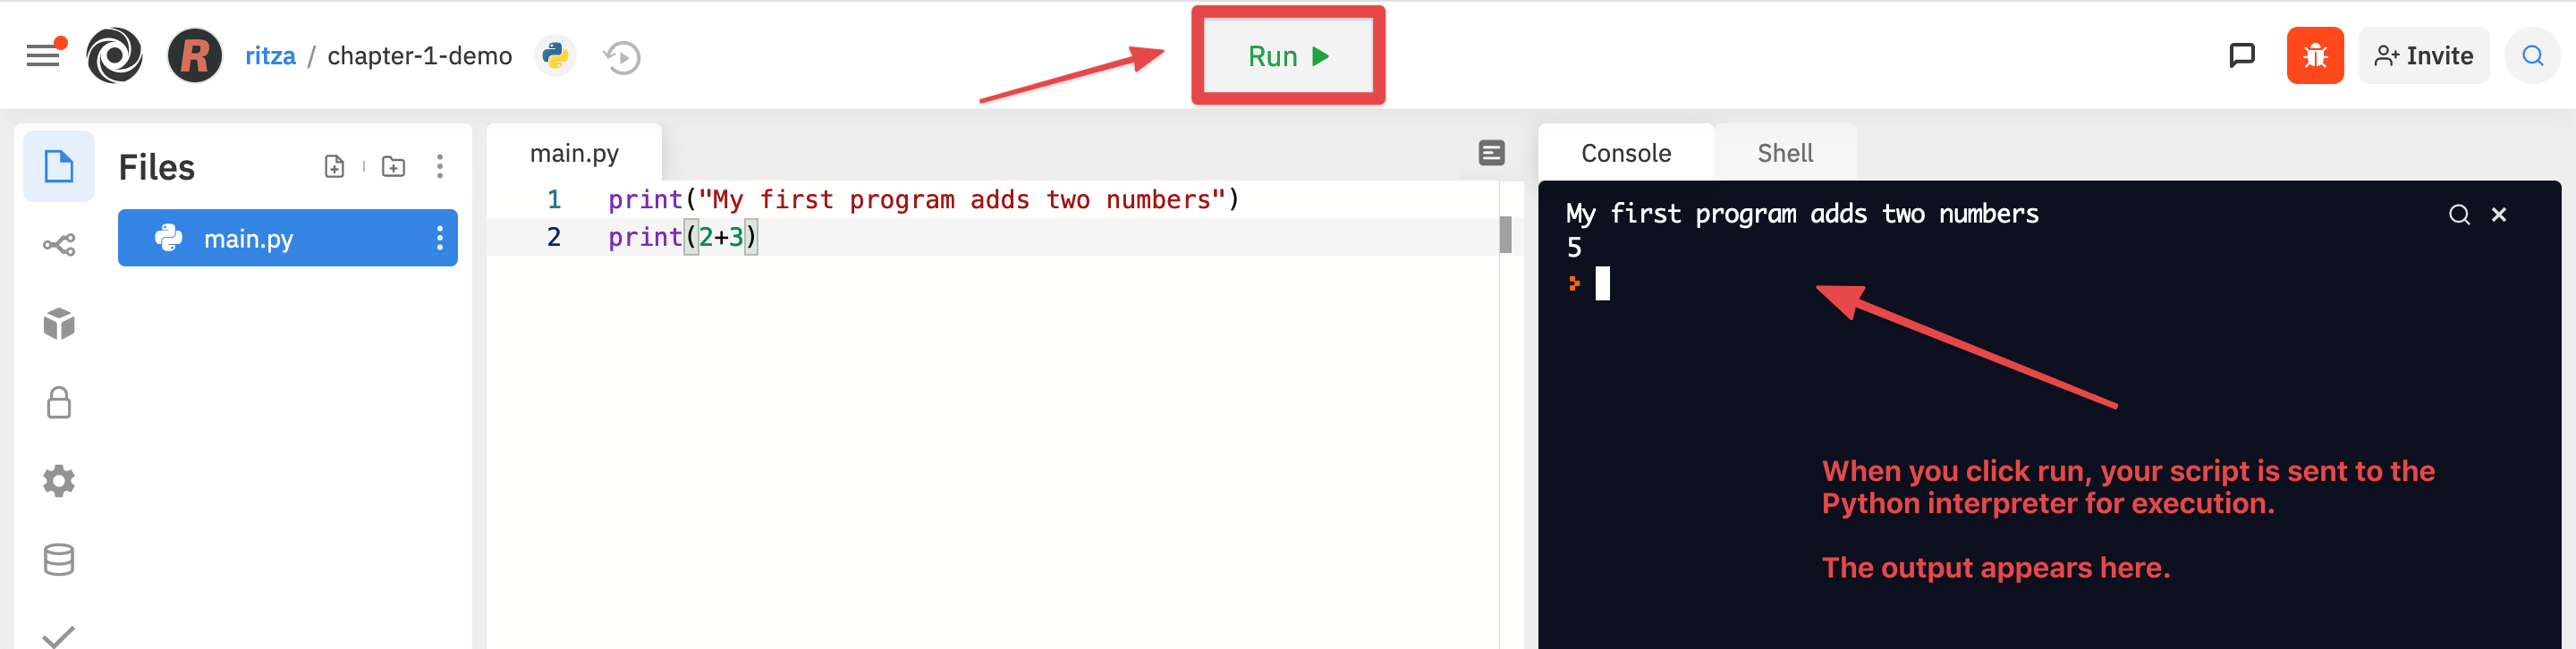 R ritza / chapter-1-demo
Run
Invite
Files
main.py
main.py
1 print("My first program adds two numbers")
2 print(2+3)
Console Shell
My first program adds two numbers
5
When you click run, your script is sent to the
Python interpreter for execution.
The output appears here.